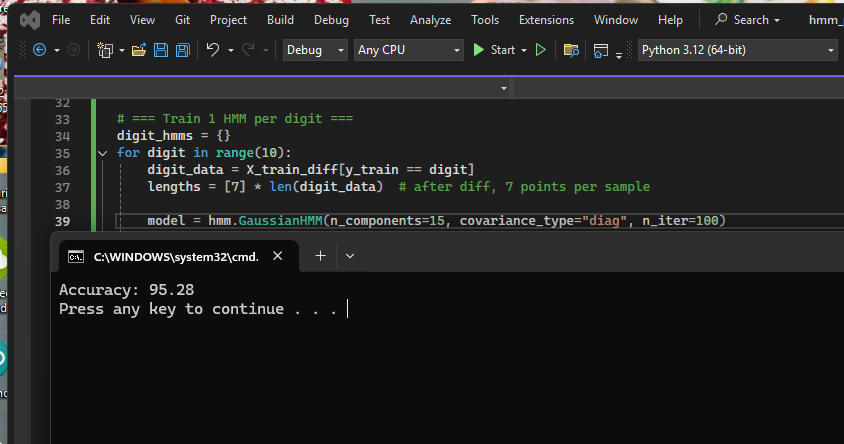 File Edit View Git Project Build Debug Test Analyze Tools Extensions Window Help Search hmm_
Debug Any CPU Start Python 3.12 (64-bit)
32
33 # === Train 1 HMM per digit ===
34 digit_hmms = {}
35 for digit in range(10):
36 digit_data = X_train_diff[y_train == digit]
37 lengths = [7] * len(digit_data)  # after diff, 7 points per sample
38
39 model = hmm.GaussianHMM(n_components=15, covariance_type="diag", n_iter=100)
C:\WINDOWS\system32\cmd.
Accuracy: 95.28
Press any key to continue . . .